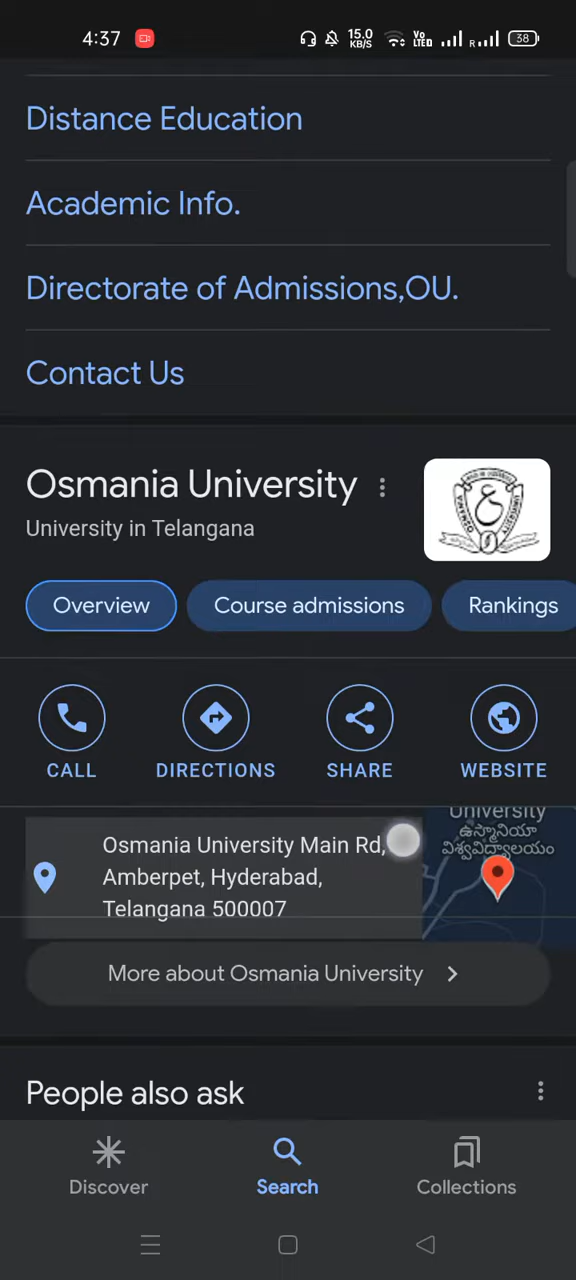 4:37
15.0
KB/S
Vo
LTED
R
38
Distance Education
Academic Info.
Directorate of Admissions,OU.
Contact Us
Osmania University
University in Telangana
Overview
Course admissions
Rankings
CALL
DIRECTIONS
SHARE
WEBSITE
Osmania University Main Rd,
Amberpet, Hyderabad,
Telangana 500007
University
ఉస్మానియా
విశ్వవిద్యాలయం
More about Osmania University
People also ask
Discover
Search
Collections